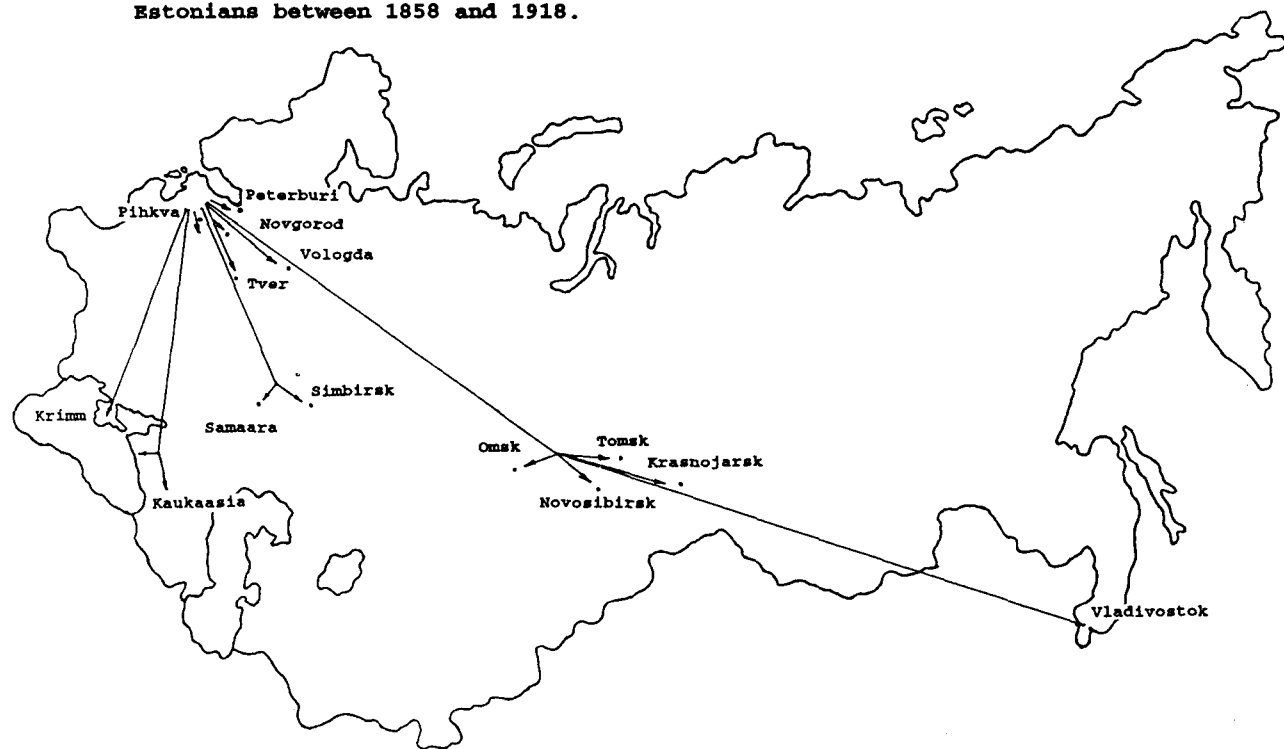 Estonians between 1858 and 1918.
Peterburi
Pihkva
Novgorod
Vologda
Tver
Simbirsk
Krimm
Samaara
Omsk
Tomsk
Krasnojarsk
Kaukaasia
Novosibirsk
Vladivostok